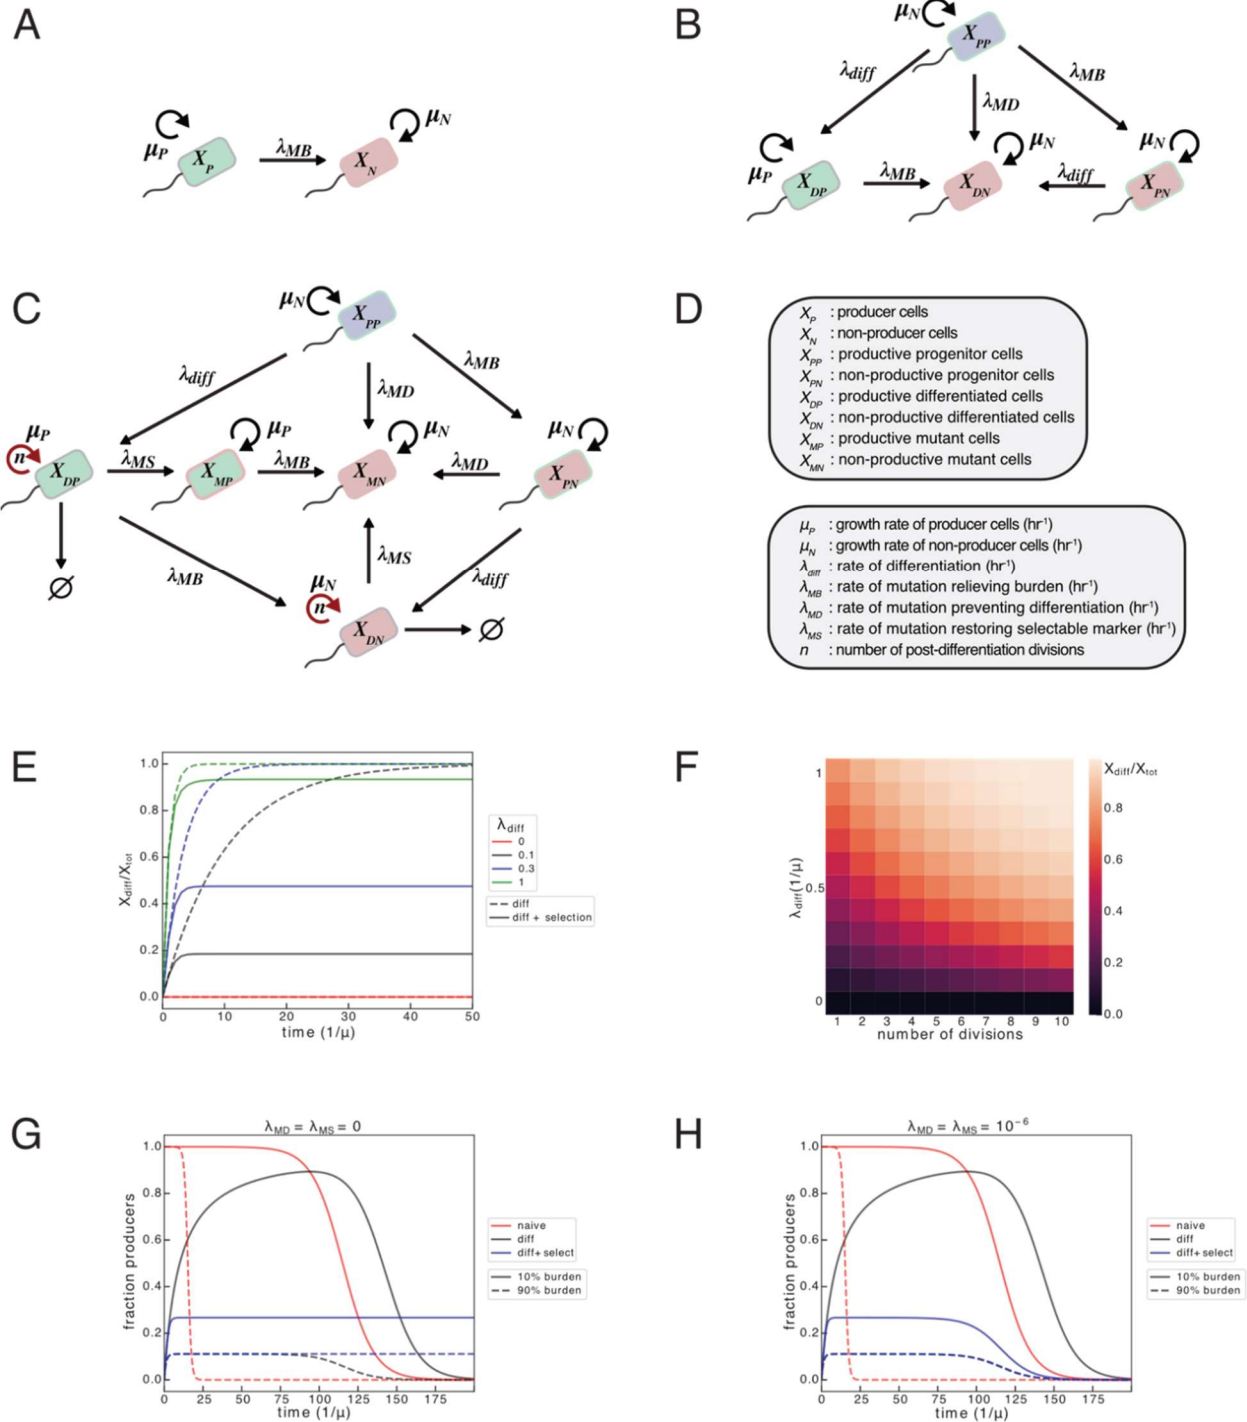 A
μP
XP
λMB
XN
μN
B
μN
XPP
λdiff
λMD
λMB
μP
XDP
λMB
XDN
μN
λdiff
XPN
μN
C
μN
XPP
λdiff
λMD
λMB
μP
n
XDP
λMS
XMP
μP
λMB
XMN
μN
λMD
XPN
μN
∅
λMB
λMS
λdiff
μN
n
XDN
∅
D
XP : producer cells
XN : non-producer cells
XPP : productive progenitor cells
XPN : non-productive progenitor cells
XDP : productive differentiated cells
XDN : non-productive differentiated cells
XMP : productive mutant cells
XMN : non-productive mutant cells
μP : growth rate of producer cells (hr-1)
μN : growth rate of non-producer cells (hr-1)
λdiff : rate of differentiation (hr-1)
λMB : rate of mutation relieving burden (hr-1)
λMD : rate of mutation preventing differentiation (hr-1)
λMS : rate of mutation restoring selectable marker (hr-1)
n : number of post-differentiation divisions
E
Xdiff/Xtot
1.0
0.8
0.6
0.4
0.2
0.0
0 10 20 30 40 50
time (1/μ)
λdiff
0
0.1
0.3
1
diff
diff + selection
F
λdiff(1/μ)
1
0.5
0
1 2 3 4 5 6 7 8 9 10
number of divisions
Xdiff/Xtot
0.8
0.6
0.4
0.2
0.0
G
λMD = λMS = 0
fraction producers
1.0
0.8
0.6
0.4
0.2
0.0
0 25 50 75 100 125 150 175
time (1/μ)
naive
diff
diff+ select
10% burden
90% burden
H
λMD = λMS = 10-6
fraction producers
1.0
0.8
0.6
0.4
0.2
0.0
0 25 50 75 100 125 150 175
time (1/μ)
naive
diff
diff+ select
10% burden
90% burden